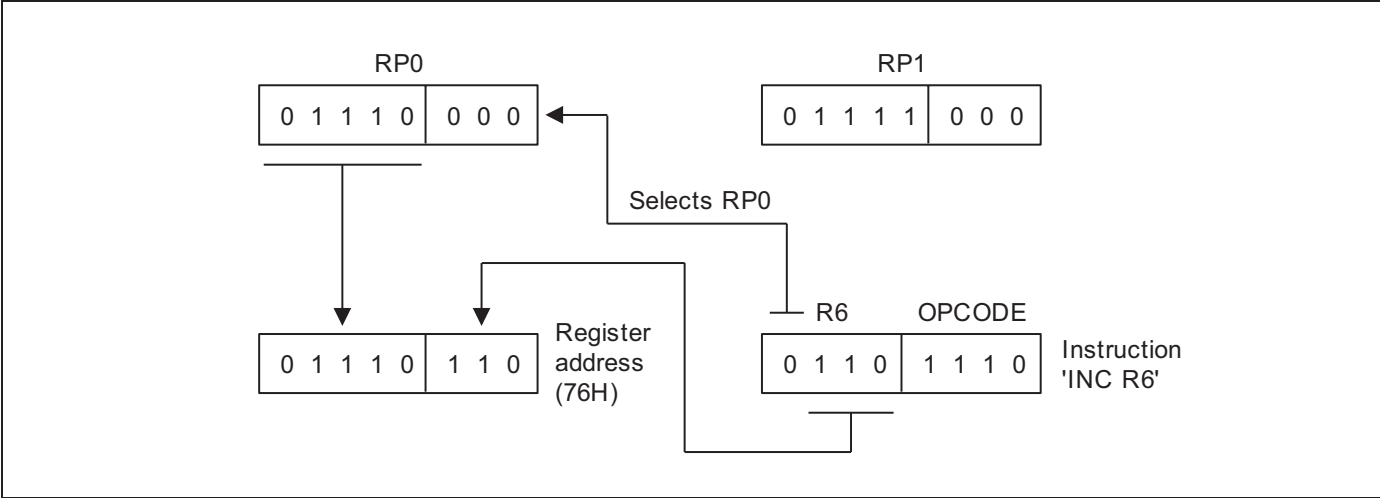 RP0
RP1
0 1 1 1 0 0 0 0
0 1 1 1 1 0 0 0
Selects RP0
R6 OPCODE
0 1 1 1 0 1 1 0
Register
address
(76H)
0 1 1 0 1 1 1 0
Instruction
'INC R6'